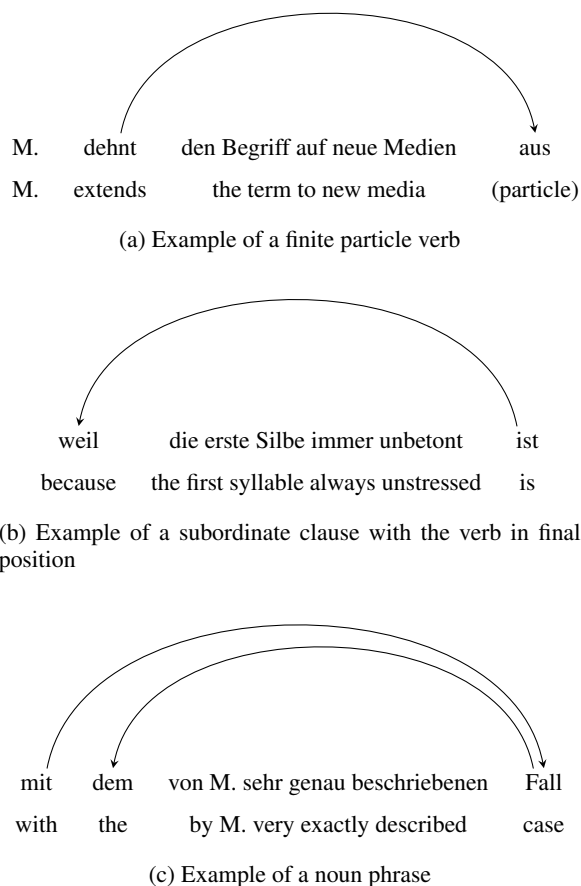 M. dehnt den Begriff auf neue Medien aus
M. extends the term to new media (particle)
(a) Example of a finite particle verb
weil die erste Silbe immer unbetont ist
because the first syllable always unstressed is
(b) Example of a subordinate clause with the verb in final
position
mit dem von M. sehr genau beschriebenen Fall
with the by M. very exactly described case
(c) Example of a noun phrase